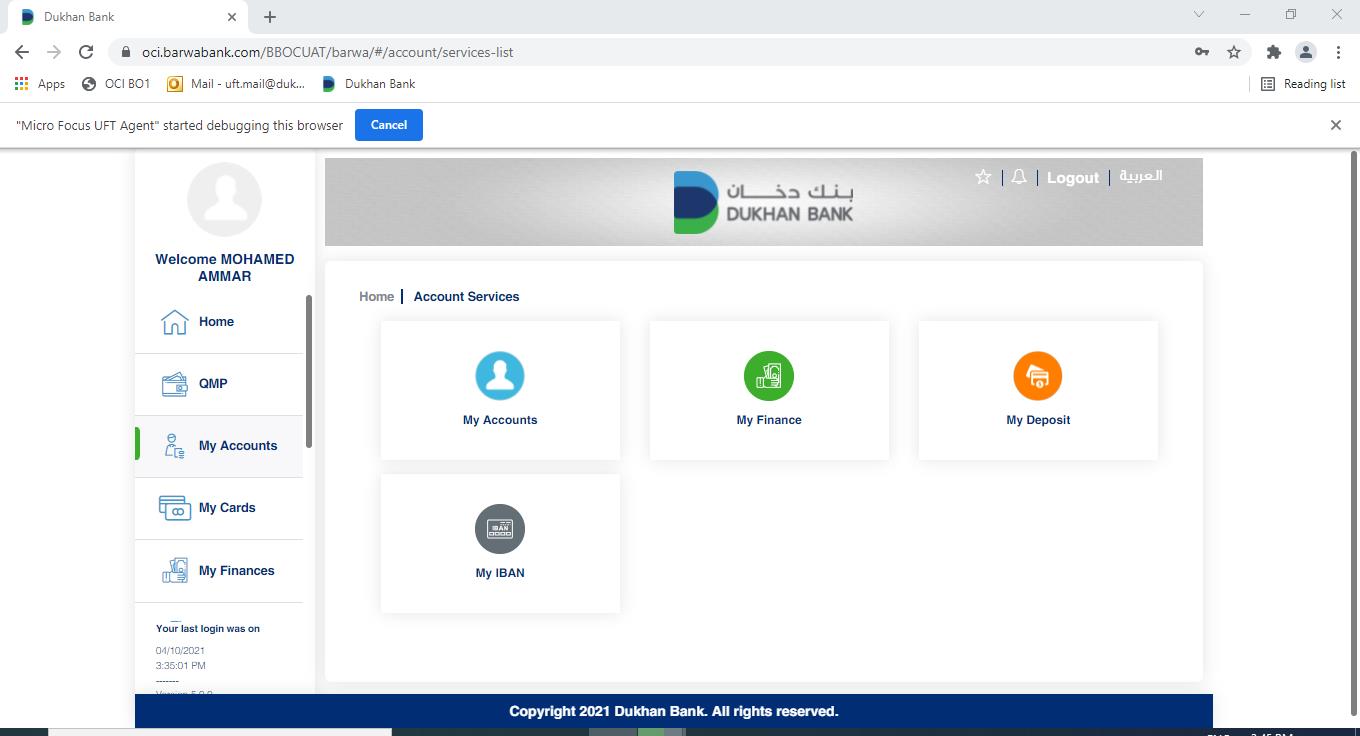 Dukhan Bank
oci.barwabank.com/BBOCUAT/barwa/#/account/services-list
Apps
OCI BO1
Mail - uft.mail@duk...
Dukhan Bank
Reading list
"Micro Focus UFT Agent" started debugging this browser
Cancel
Welcome MOHAMED
AMMAR
Home
QMP
My Accounts
My Cards
My Finances
Your last login was on
04/10/2021
3:35:01 PM
-------
بنك دخان
DUKHAN BANK
Logout
العربية
Home
Account Services
My Accounts
My Finance
My Deposit
IBAN
My IBAN
Copyright 2021 Dukhan Bank. All rights reserved.